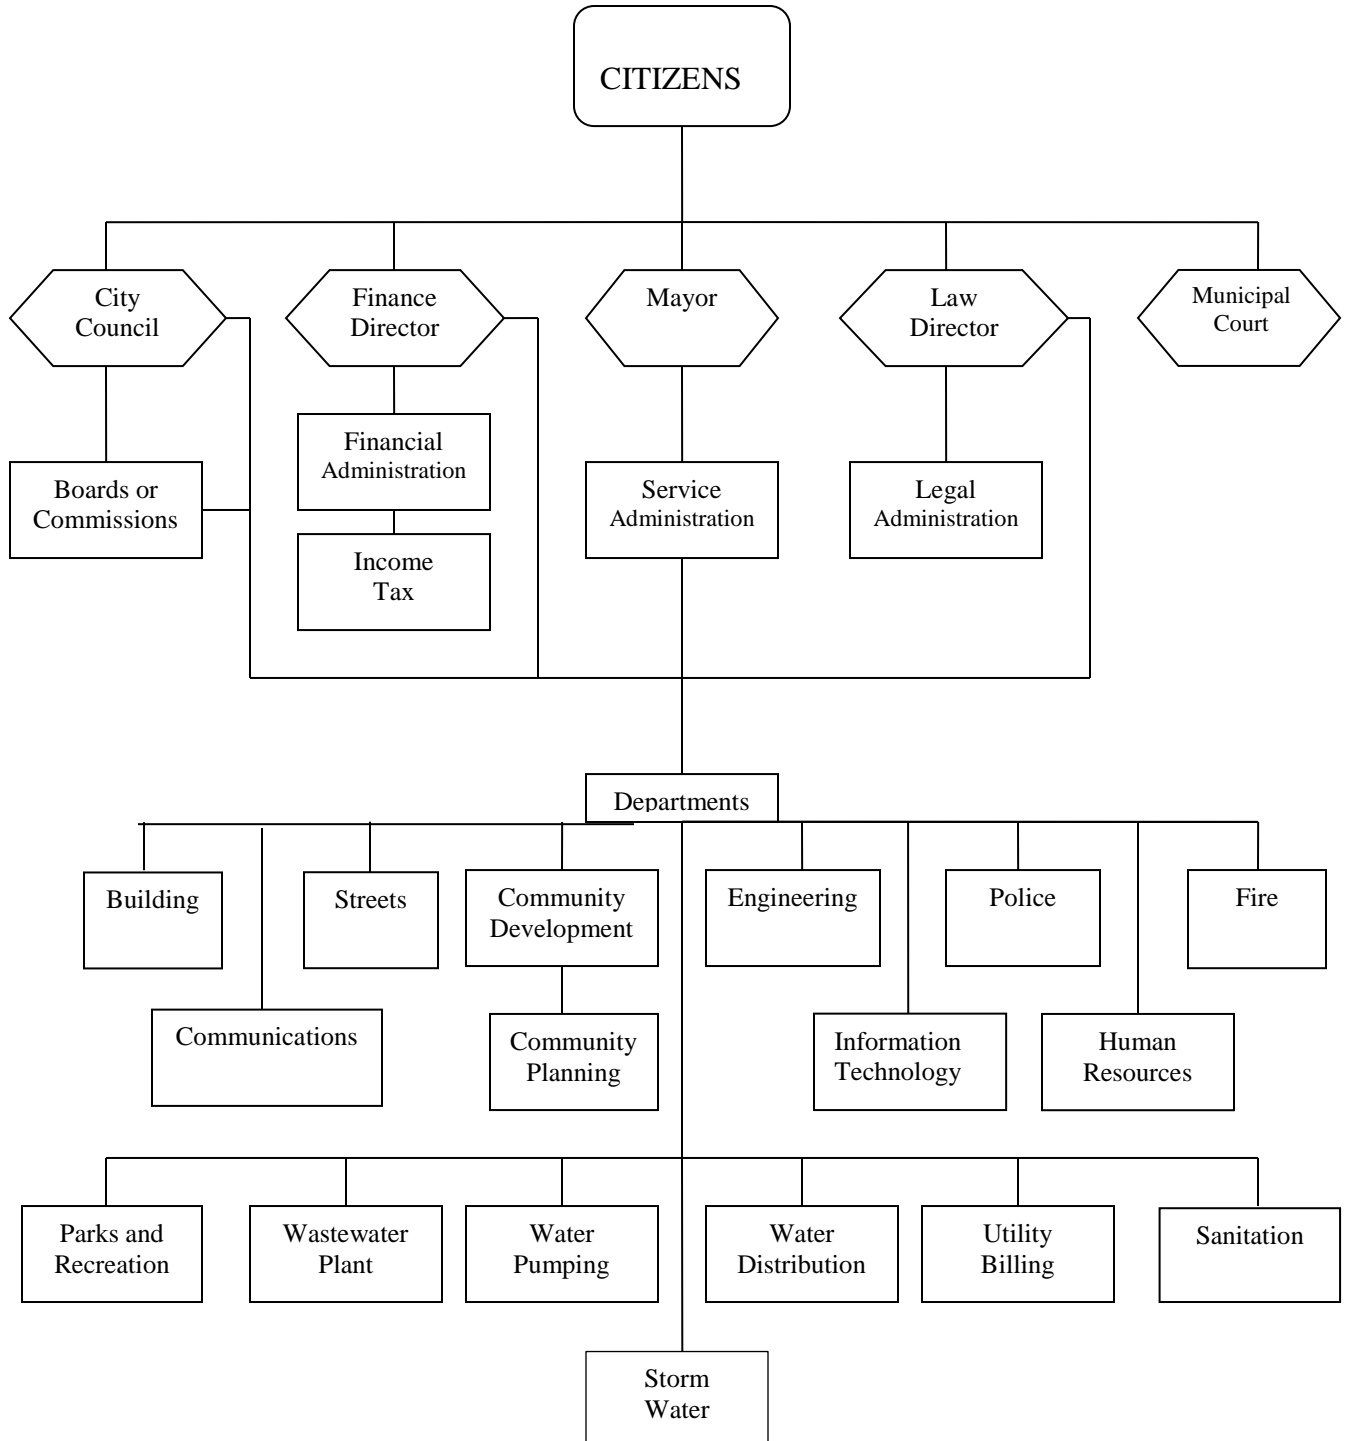 CITIZENS
City
Council
Finance
Director
Mayor
Law
Director
Municipal
Court
Boards or
Commissions
Financial
Administration
Income
Tax
Service
Administration
Legal
Administration
Departments
Building
Streets
Community
Development
Engineering
Police
Fire
Communications
Community
Planning
Information
Technology
Human
Resources
Parks and
Recreation
Wastewater
Plant
Water
Pumping
Water
Distribution
Utility
Billing
Sanitation
Storm
Water